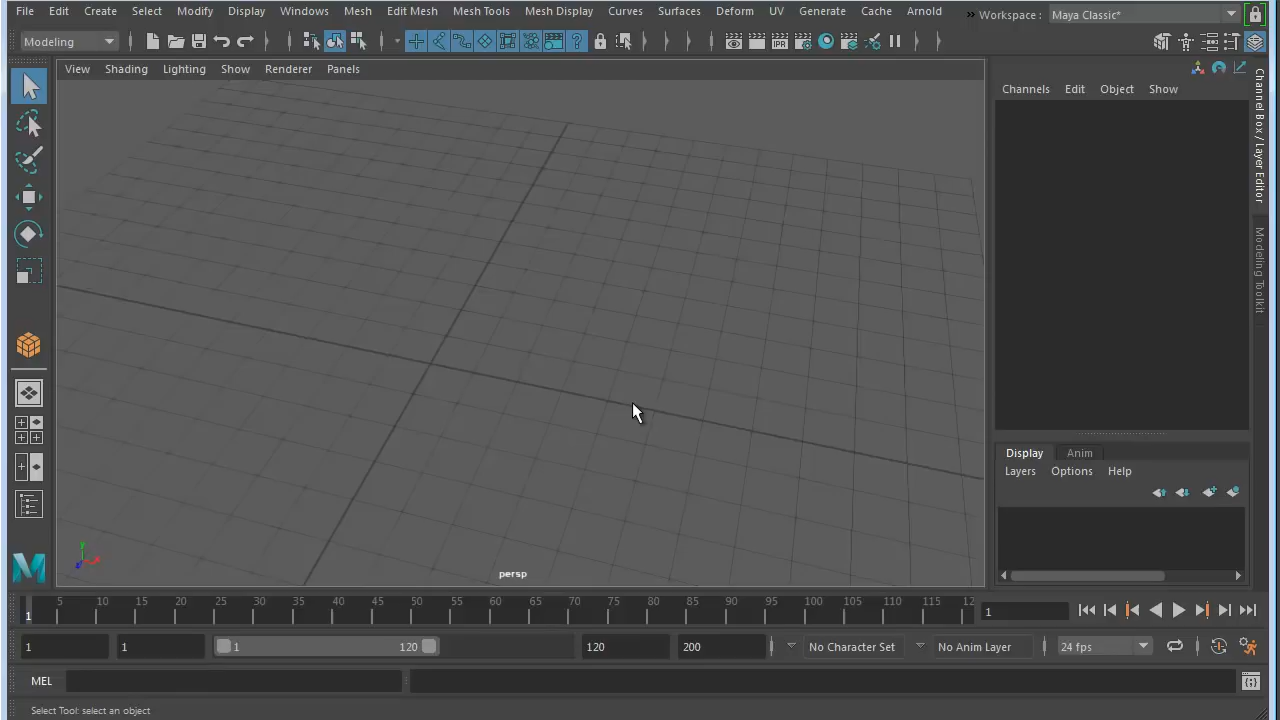 File Edit Create Select Modify Display Windows Mesh Edit Mesh Mesh Tools Mesh Display Curves Surfaces Deform UV Generate Cache Arnold » Workspace : Maya Classic*
Modeling
IPR
View Shading Lighting Show Renderer Panels
Channels Edit Object Show
Channel Box / Layer Editor
Modeling Toolkit
Display Anim
Layers Options Help
persp
1 5 10 15 20 25 30 35 40 45 50 55 60 65 70 75 80 85 90 95 100 105 110 115 12 1
1 1 1 120 120 200 No Character Set No Anim Layer 24 fps
MEL
Select Tool: select an object